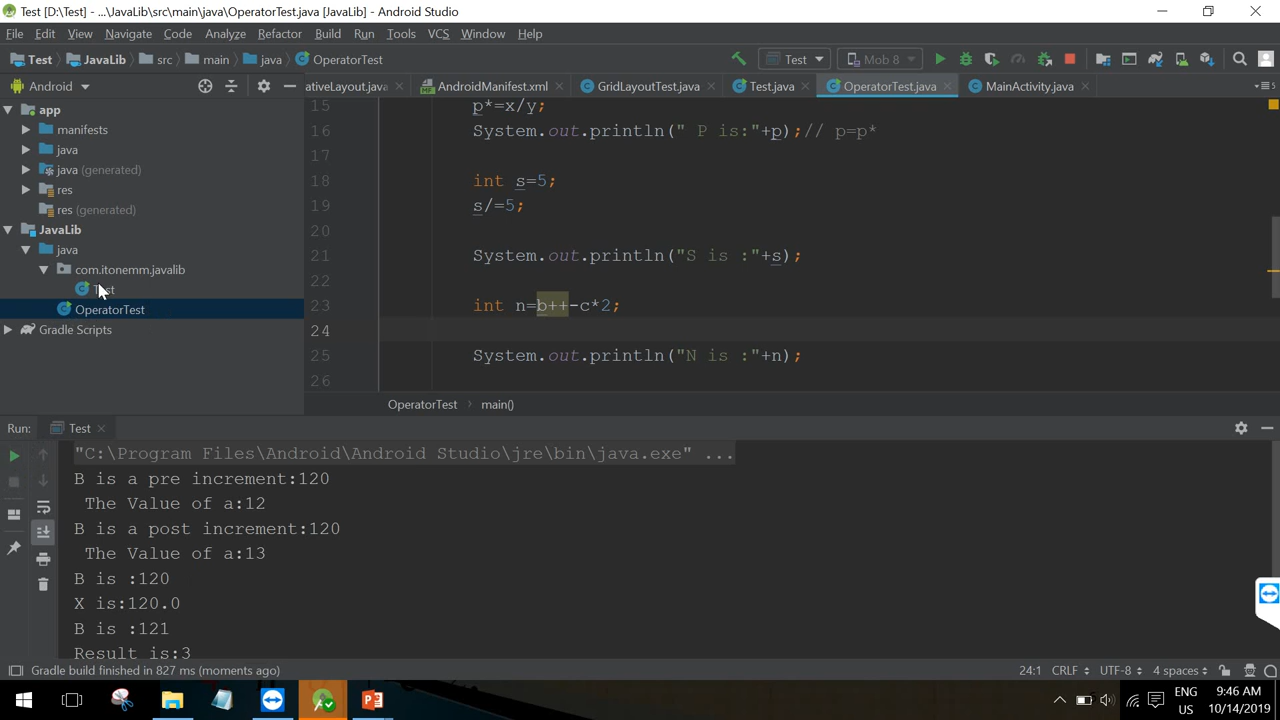 Test [D:\Test] - ...\JavaLib\src\main\java\OperatorTest.java [JavaLib] - Android Studio
File Edit View Navigate Code Analyze Refactor Build Run Tools VCS Window Help
Test JavaLib src main java OperatorTest Test Mob 8
Android ativeLayout.java AndroidManifest.xml GridLayoutTest.java Test.java OperatorTest.java MainActivity.java
app
manifests
java
java (generated)
res
res (generated)
JavaLib
java
com.itonemm.javalib
Test
OperatorTest
Gradle Scripts
15 p*=x/y;
16 System.out.println(" P is:"+p);// p=p*
17
18 int s=5;
19 s/=5;
20
21 System.out.println("S is :"+s);
22
23 int n=b++-c*2;
24
25 System.out.println("N is :"+n);
26
OperatorTest main()
Run: Test
"C:\Program Files\Android\Android Studio\jre\bin\java.exe" ...
B is a pre increment:120
The Value of a:12
B is a post increment:120
The Value of a:13
B is :120
X is:120.0
B is :121
Result is:3
Gradle build finished in 827 ms (moments ago) 24:1 CRLF UTF-8 4 spaces
ENG 9:46 AM
US 10/14/2019